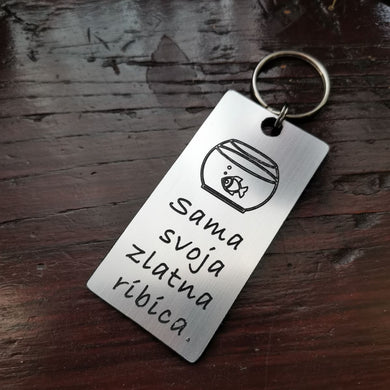 sama
svoja
zlatna
ribica.